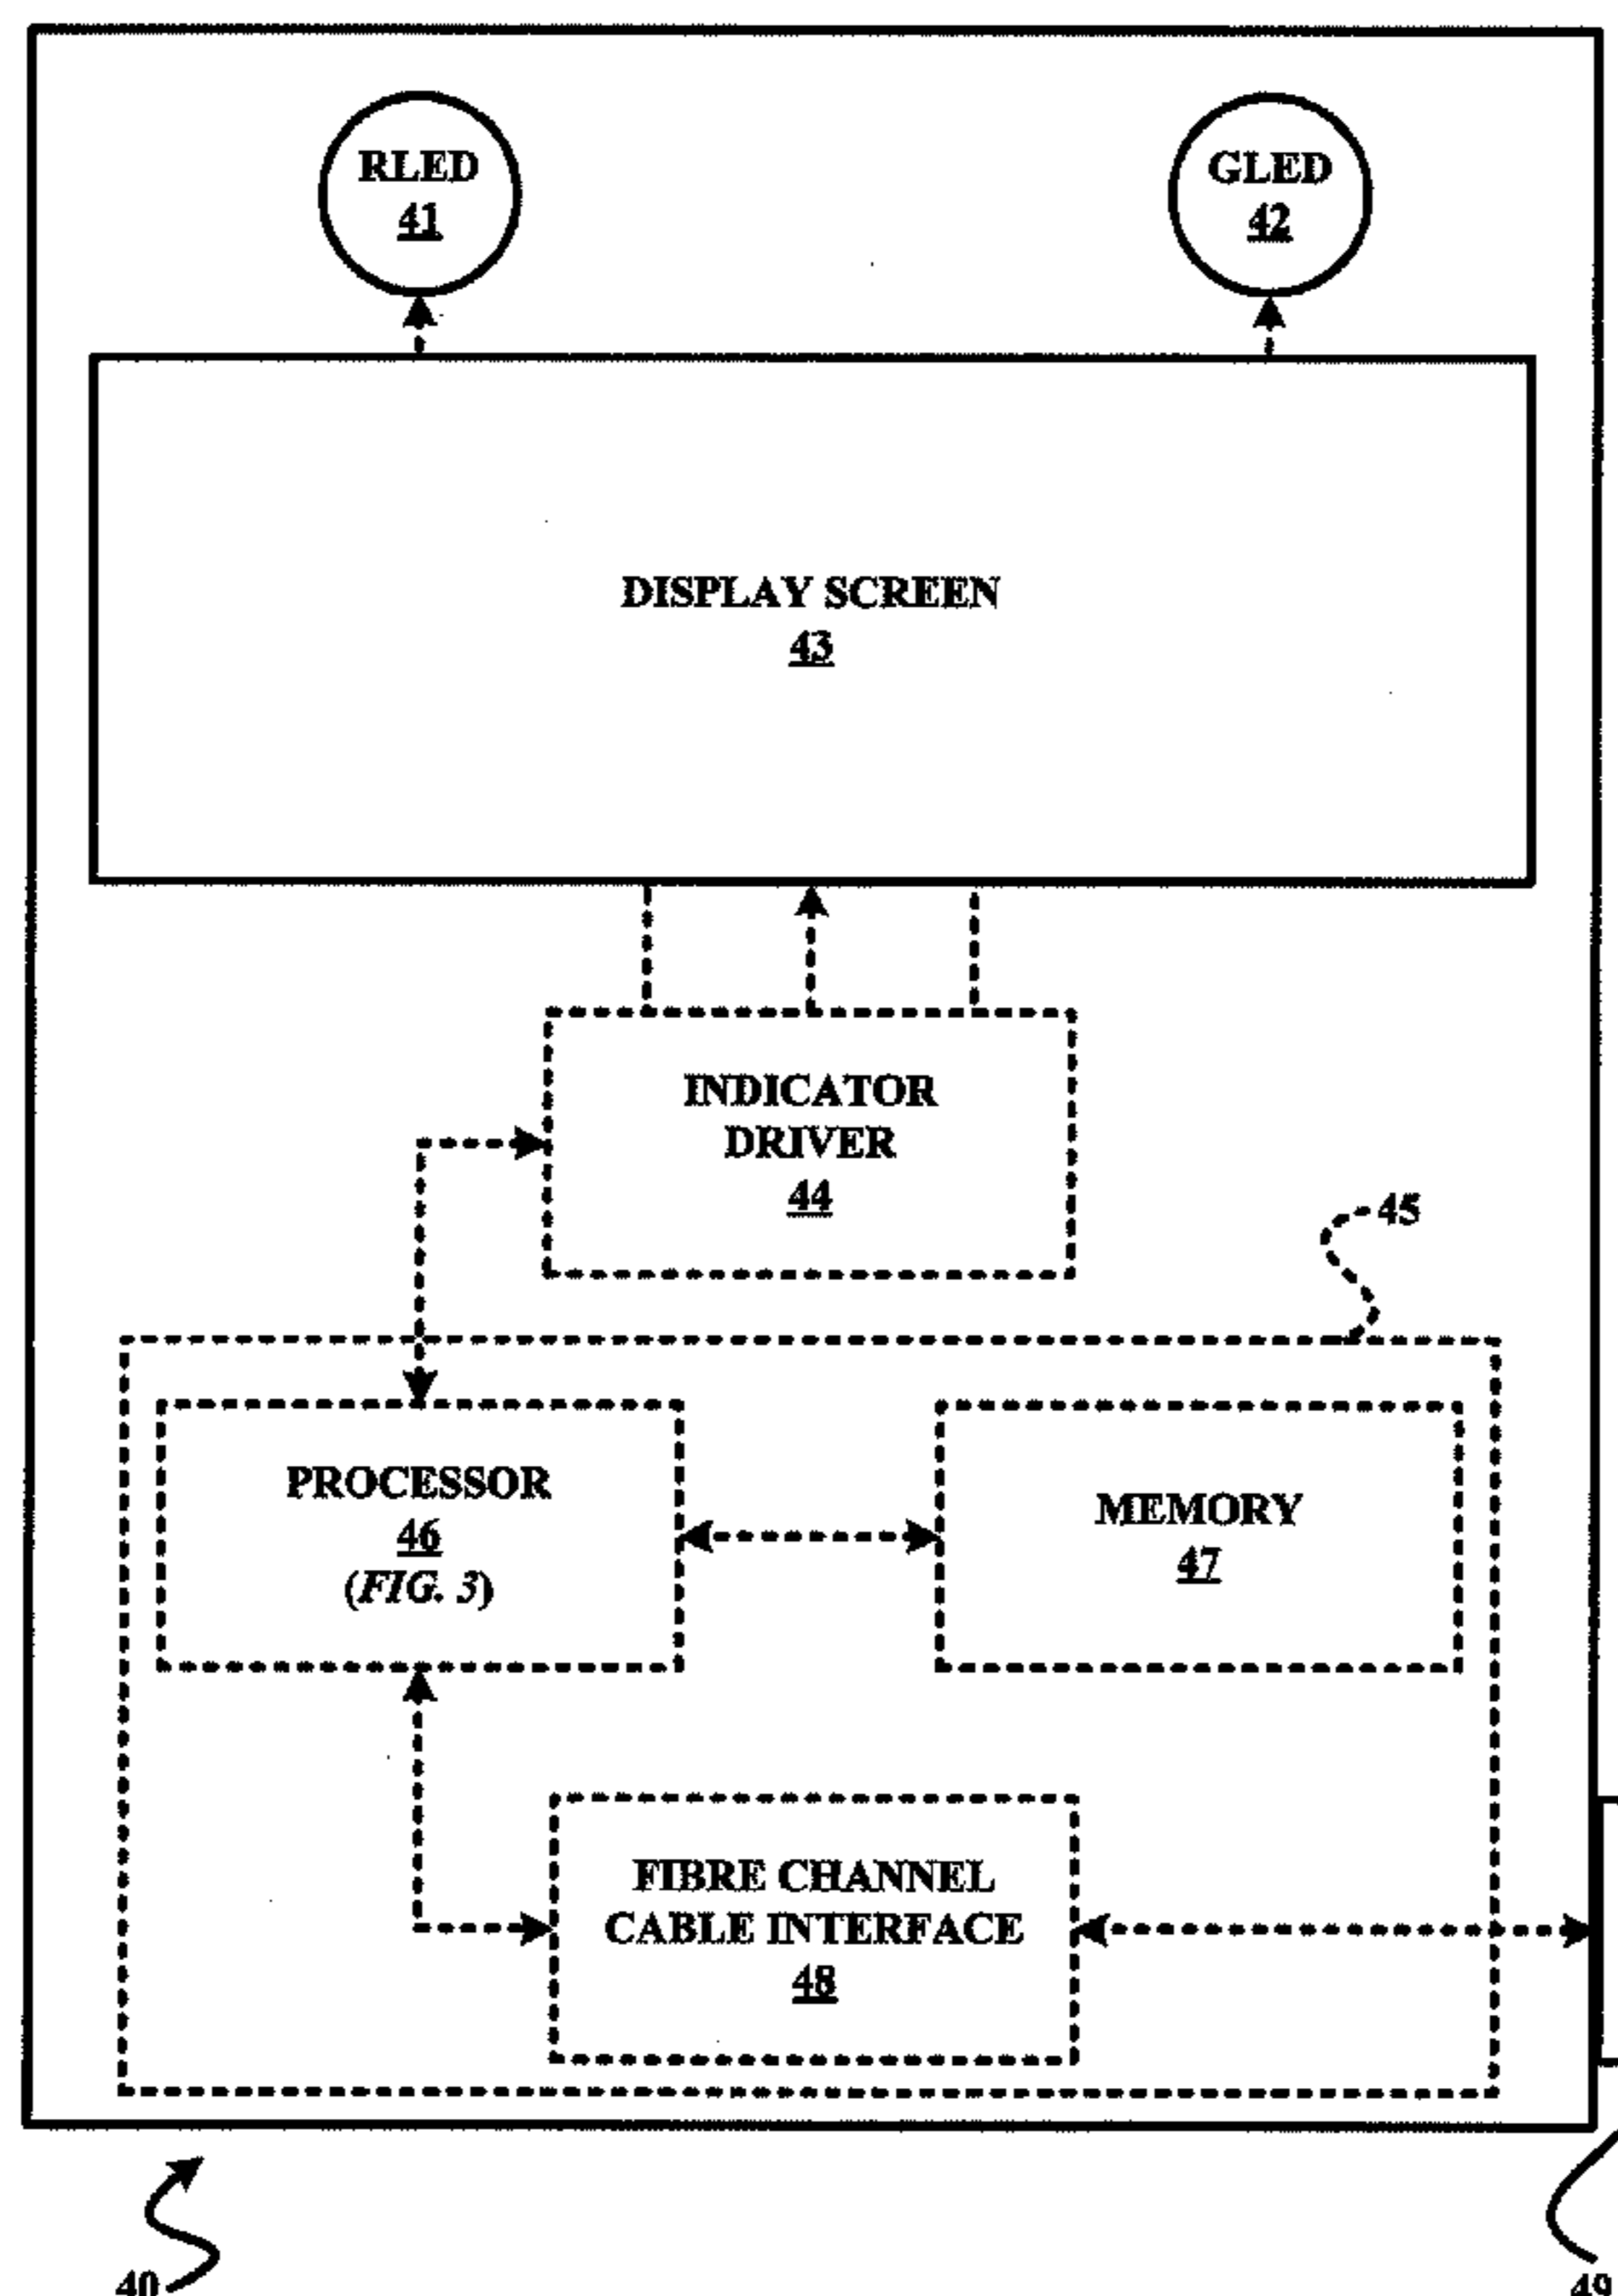 RLED
41
GLED
42
DISPLAY SCREEN
43
INDICATOR
DRIVER
44
45
PROCESSOR
46
(FIG. 3)
MEMORY
47
FIBRE CHANNEL
CABLE INTERFACE
48
40
49